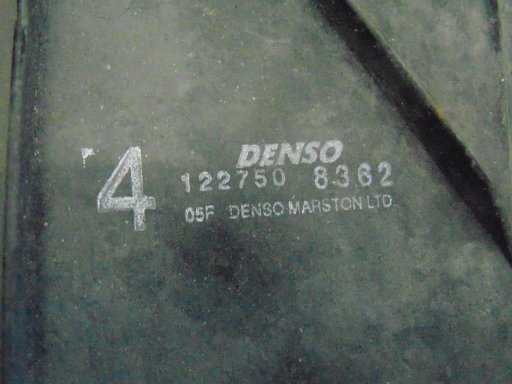 DENSO
4 122750 8362
05F DENSO MARSTON LTD.